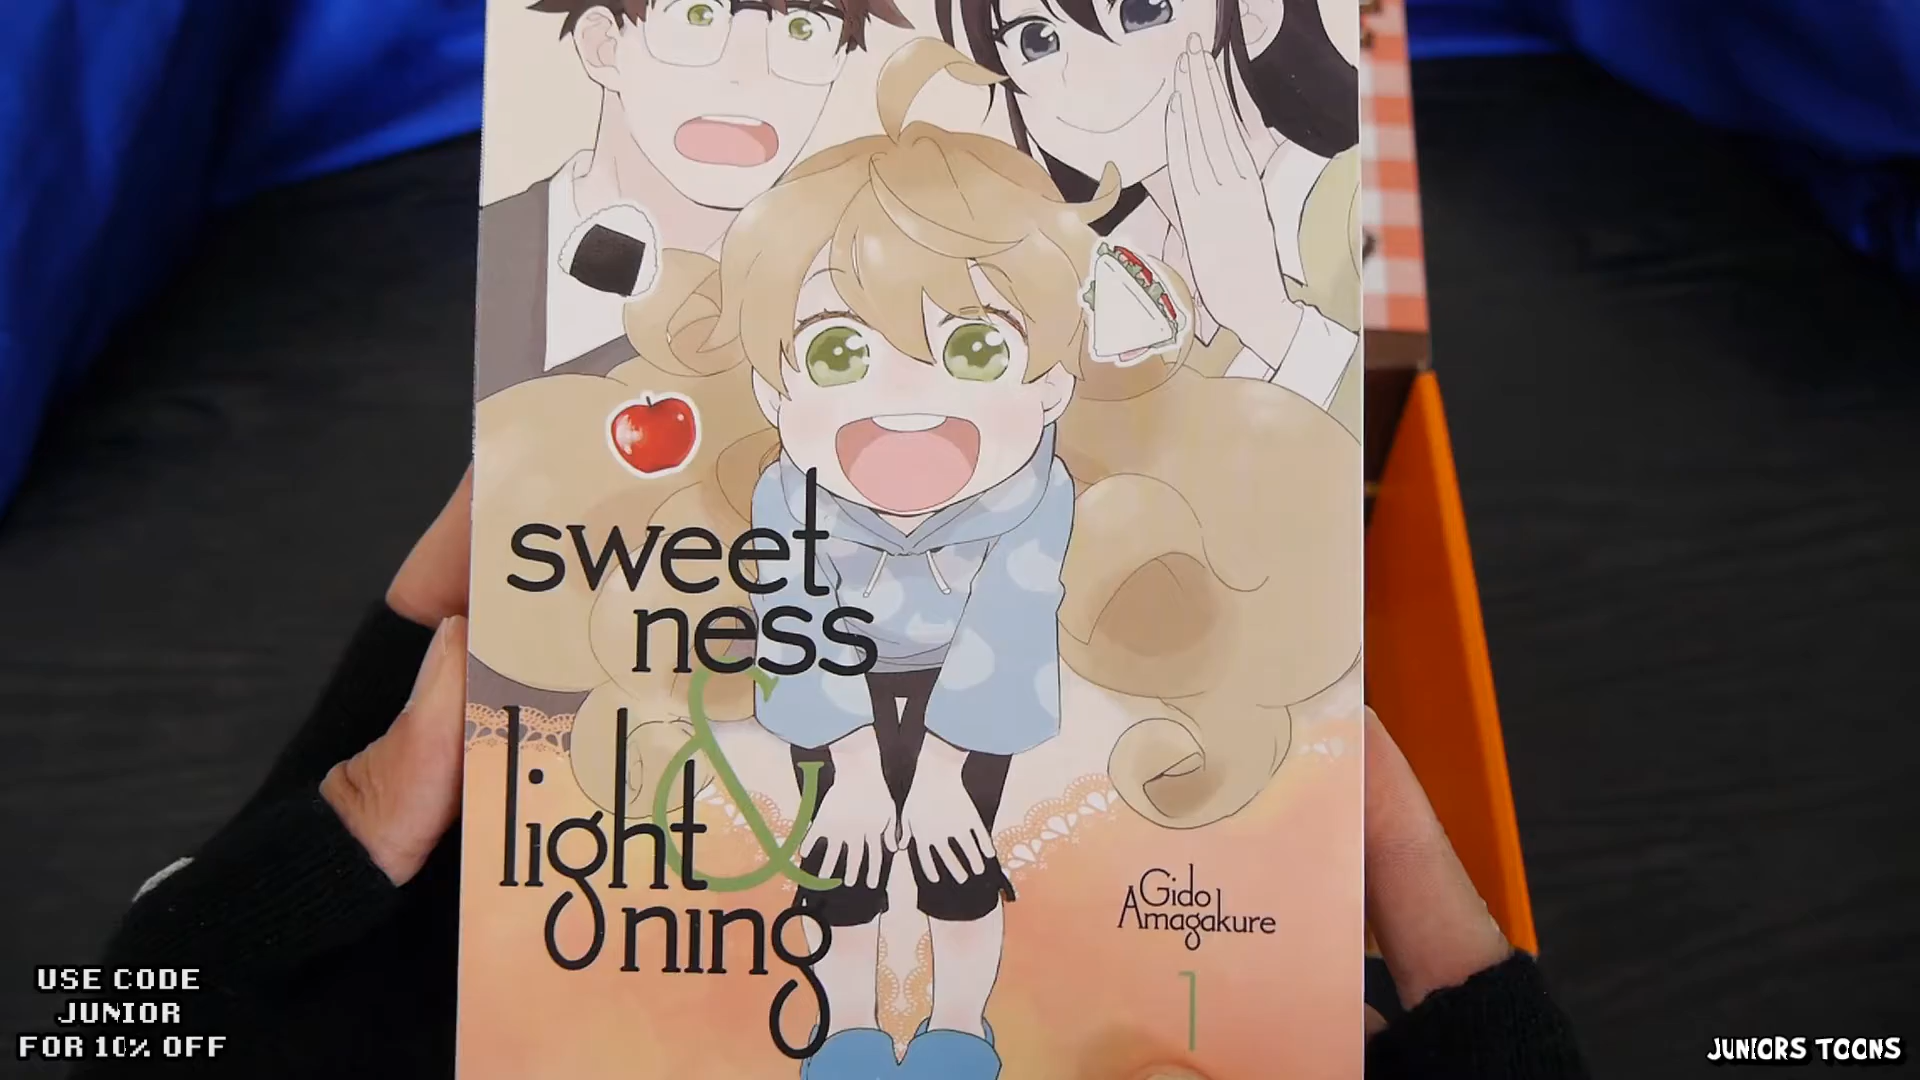 sweet
ness
&
light
ning
Gido
Amagakure
1
USE CODE
JUNIOR
FOR 10% OFF
JUNIORS TOONS